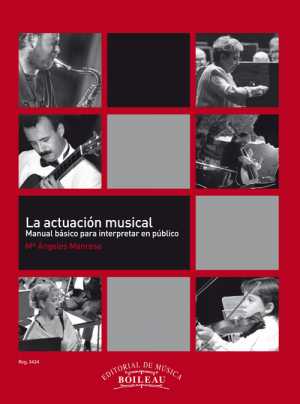 La actuación musical
Manual básico para interpretar en público
Mª Ángeles Manresa
Reg. 3424
EDITORIAL DE MÚSICA
BOILEAU